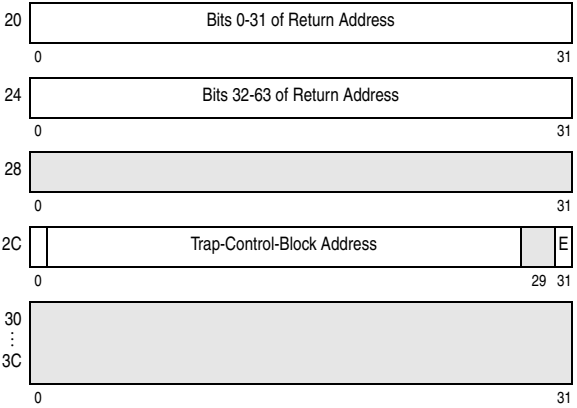 20 Bits 0-31 of Return Address
0 31
24 Bits 32-63 of Return Address
0 31
28
0 31
2C Trap-Control-Block Address E
0 29 31
30
⋮
3C
0 31